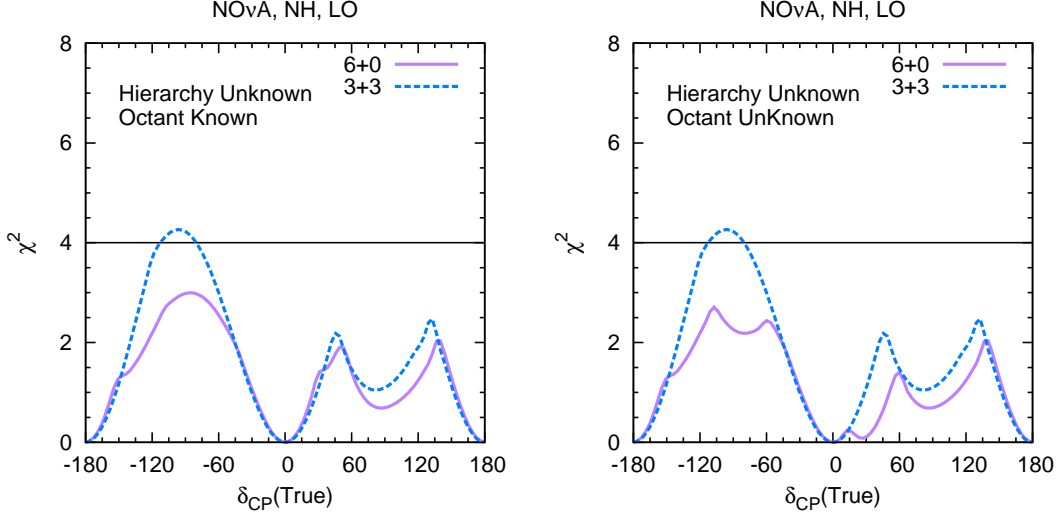 NOνA, NH, LO
8
6
4
2
0
χ²
6+0
3+3
Hierarchy Unknown
Octant Known
-180 -120 -60 0 60 120 180
δCP(True)
NOνA, NH, LO
8
6
4
2
0
χ²
6+0
3+3
Hierarchy Unknown
Octant UnKnown
-180 -120 -60 0 60 120 180
δCP(True)